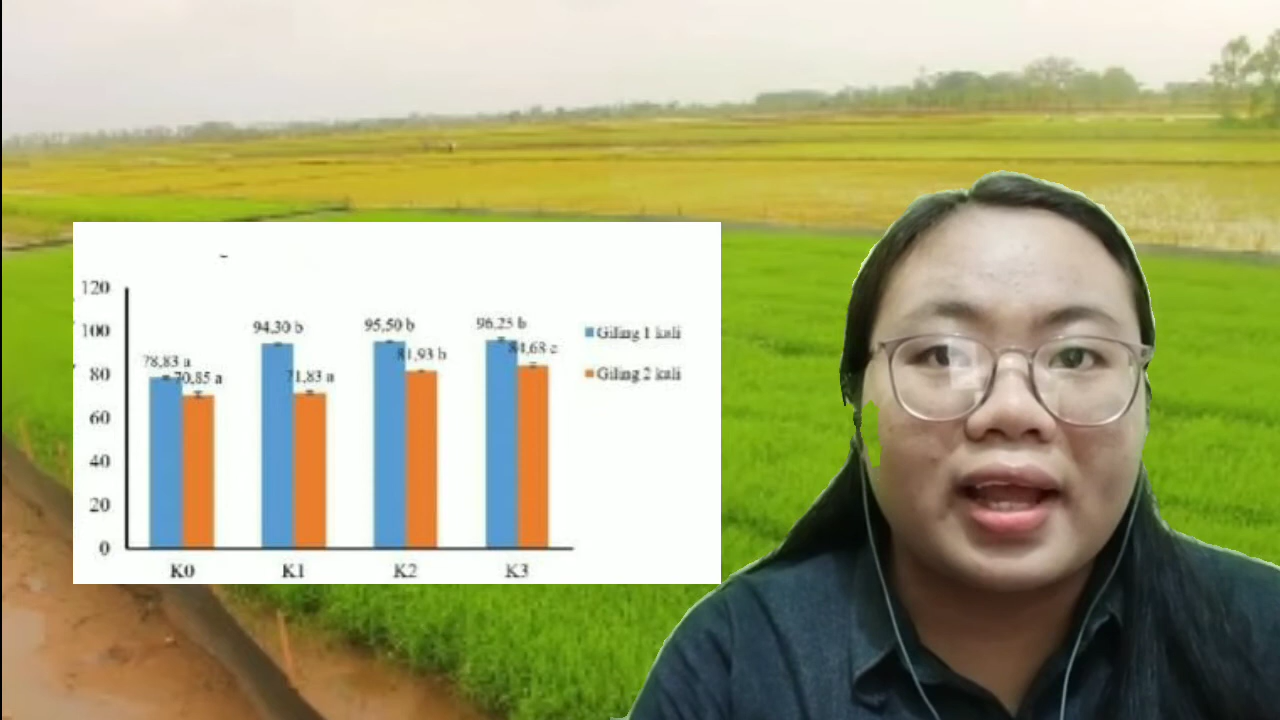 120
100
80
60
40
20
0
78,83 a
70,85 a
94,30 b
71,83 a
95,50 b
81,93 b
96,25 b
84,68 c
K0
K1
K2
K3
Giling 1 kali
Giling 2 kali